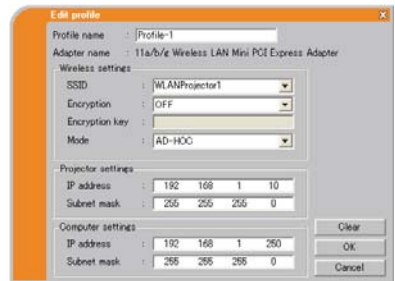 Edit profile X
Profile name : Profile-1
Adapter name : 11a/b/g Wireless LAN Mini PCI Express Adapter
Wireless settings
SSID : WLANProjector1
Encryption : OFF
Encryption key :
Mode : AD-HOC
Projector settings
IP address : 192 168 1 10
Subnet mask : 255 255 255 0
Computer settings
IP address : 192 168 1 250
Subnet mask : 255 255 255 0
Clear
OK
Cancel